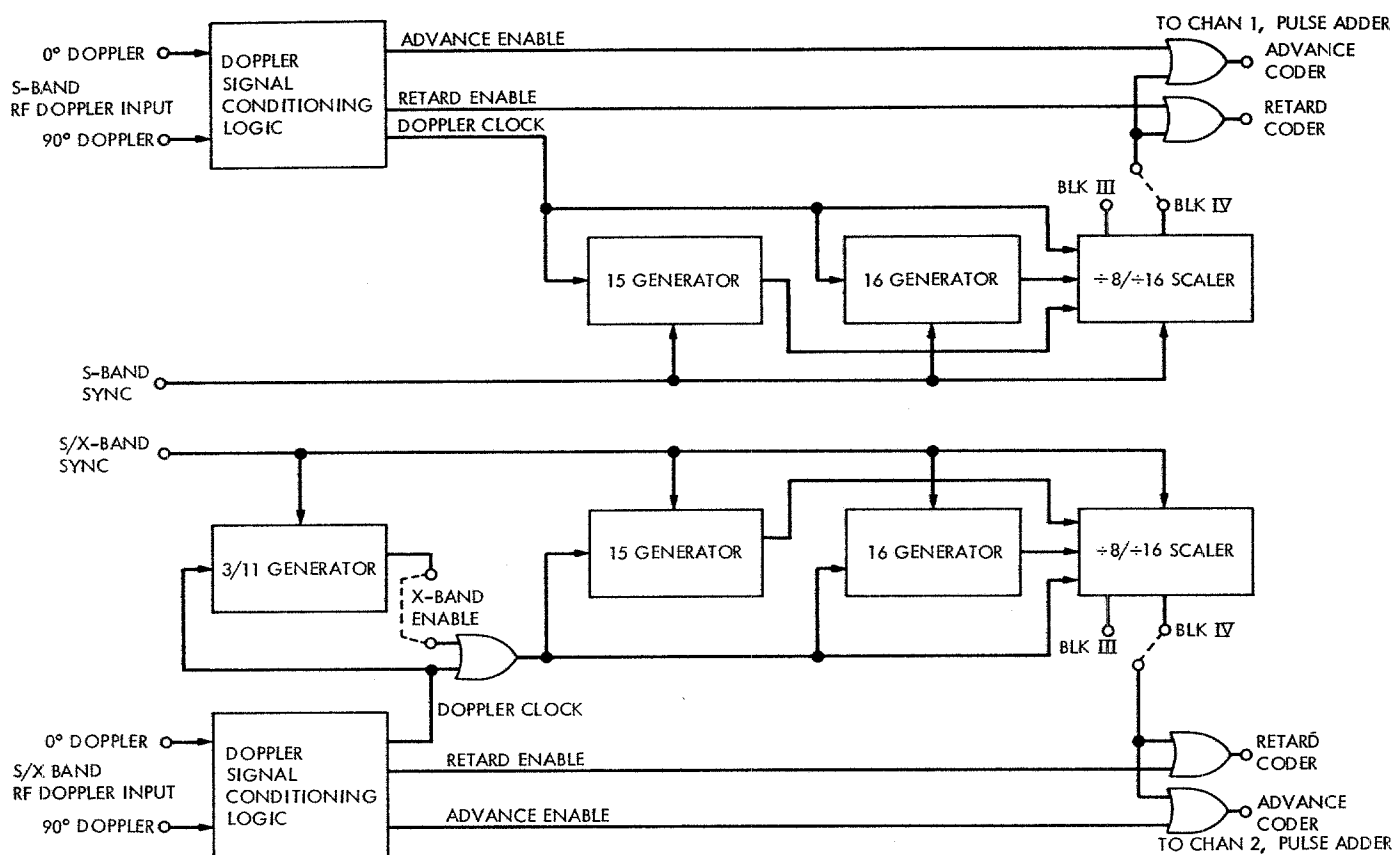 TO CHAN 1, PULSE ADDER
0° DOPPLER
S-BAND
RF DOPPLER INPUT
90° DOPPLER
DOPPLER
SIGNAL
CONDITIONING
LOGIC
ADVANCE ENABLE
RETARD ENABLE
DOPPLER CLOCK
ADVANCE
CODER
RETARD
CODER
BLK III
BLK IV
15 GENERATOR
16 GENERATOR
÷8/÷16 SCALER
S-BAND
SYNC
S/X-BAND
SYNC
3/11 GENERATOR
X-BAND
ENABLE
15 GENERATOR
16 GENERATOR
÷8/÷16 SCALER
BLK III
BLK IV
DOPPLER CLOCK
0° DOPPLER
S/X BAND
RF DOPPLER INPUT
90° DOPPLER
DOPPLER
SIGNAL
CONDITIONING
LOGIC
RETARD ENABLE
ADVANCE ENABLE
RETARD
CODER
ADVANCE
CODER
TO CHAN 2, PULSE ADDER